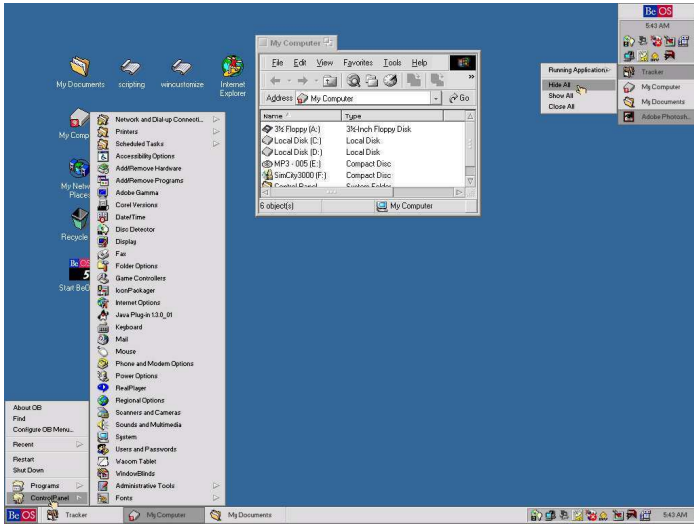 Be OS
5:43 AM
Tracker
My Computer
My Documents
Adobe Photosh..
Running Applications
Hide All
Show All
Close All
My Documents
scripting
wincustomize
Internet
Explorer
My Comp
My Netw
Place
Recycle
Be OS
5
Start BeO
My Computer
File Edit View Favorites Tools Help
Address My Computer Go
Name Type
3½ Floppy (A:) 3½-Inch Floppy Disk
Local Disk (C:) Local Disk
Local Disk (D:) Local Disk
MP3 - 005 (E:) Compact Disc
SimCity3000 (F:) Compact Disc
Control Panel System Folder
6 object(s) My Computer
Network and Dial-up Connecti...
Printers
Scheduled Tasks
Accessibility Options
Add/Remove Hardware
Add/Remove Programs
Adobe Gamma
Corel Versions
Date/Time
Disc Detector
Display
Fax
Folder Options
Game Controllers
IconPackager
Internet Options
Java Plug-in 1.3.0_01
Keyboard
Mail
Mouse
Phone and Modem Options
Power Options
RealPlayer
Regional Options
Scanners and Cameras
Sounds and Multimedia
System
Users and Passwords
Wacom Tablet
WindowBlinds
Administrative Tools
Fonts
About OB
Find
Configure OB Menu..
Recent
Restart
Shut Down
Programs
ControlPanel
Be OS Tracker My Computer My Documents 5:43 AM